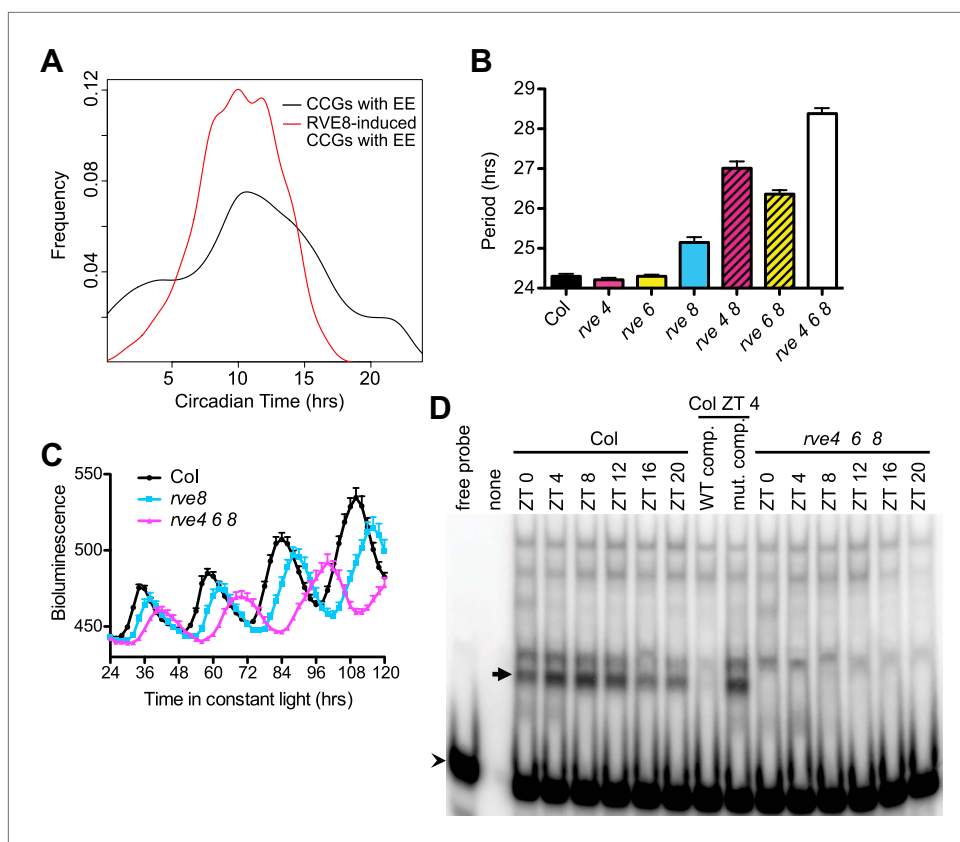 A
0.12
0.08
0.04
Frequency
CCGs with EE
RVE8-induced
CCGs with EE
5
10
15
20
Circadian Time (hrs)
B
29
28
27
26
25
24
Period (hrs)
Col
rve 4
rve 6
rve 8
rve 4 8
rve 6 8
rve 4 6 8
C
550
500
450
Bioluminescence
Col
rve8
rve4 6 8
24
36
48
60
72
84
96
108
120
Time in constant light (hrs)
D
free probe
none
Col
ZT 0
ZT 4
ZT 8
ZT 12
ZT 16
ZT 20
Col ZT 4
WT comp.
mut. comp.
rve4 6 8
ZT 0
ZT 4
ZT 8
ZT 12
ZT 16
ZT 20